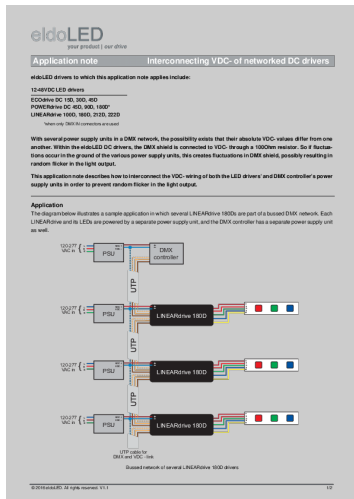 eldoLED
your product | our drive
Application note Interconnecting VDC- of networked DC drivers
eldoLED drivers to which this application note applies include:
12-48VDC LED drivers
ECOdrive DC 15D, 30D, 45D
POWERdrive DC 45D, 90D, 180D*
LINEARdrive 100D, 180D, 212D, 222D
*when only DMX-IN connectors are used
With several power supply units in a DMX network, the possibility exists that their absolute VDC- values differ from one
another. Within the eldoLED DC drivers, the DMX shield is connected to VDC- through a 100Ohm resistor. So if fluctua-
tions occur in the ground of the various power supply units, this creates fluctuations in DMX shield, possibly resulting in
random flicker in the light output.
This application note describes how to interconnect the VDC- wiring of both the LED drivers' and DMX controller's power
supply units in order to prevent random flicker in the light output.
Application
The diagram below illustrates a sample application in which several LINEARdrive 180Ds are part of a bussed DMX network. Each
LINEARdrive and its LEDs are powered by a separate power supply unit, and the DMX controller has a separate power supply unit
as well.
120-277
VAC in
PSU
DMX
controller
UTP
120-277
VAC in
PSU
LINEARdrive 180D
UTP
120-277
VAC in
PSU
LINEARdrive 180D
UTP
120-277
VAC in
PSU
LINEARdrive 180D
UTP cable for
DMX and VDC- link
Bussed network of several LINEARdrive 180D drivers
© 2016 eldoLED. All rights reserved. V1.1 1/2